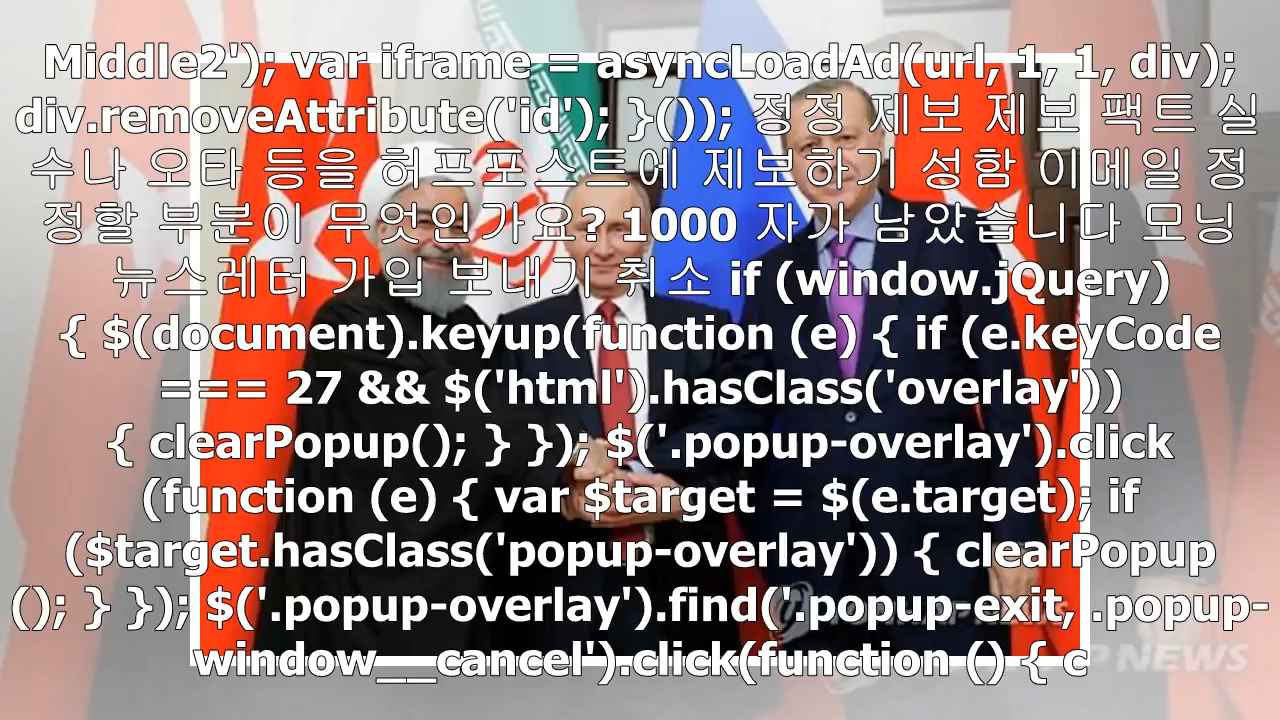 Middle2'); var iframe = asyncLoadAd(url, 1, 1, div);
div.removeAttribute('id'); }()); 정정 제보 제보 팩트 실
수나 오타 등을 허프포스트에 제보하기 성함 이메일 정
정할 부분이 무엇인가요? 1000 자가 남았습니다 모닝
뉴스레터 가입 보내기 취소 if (window.jQuery)
{ $(document).keyup(function (e) { if (e.keyCode
=== 27 && $('html').hasClass('overlay'))
{ clearPopup(); } }); $('.popup-overlay').click
(function (e) { var $target = $(e.target); if
($target.hasClass('popup-overlay')) { clearPopup
(); } }); $('.popup-overlay').find('.popup-exit, .popup-
window__cancel').click(function () { c
NEWS